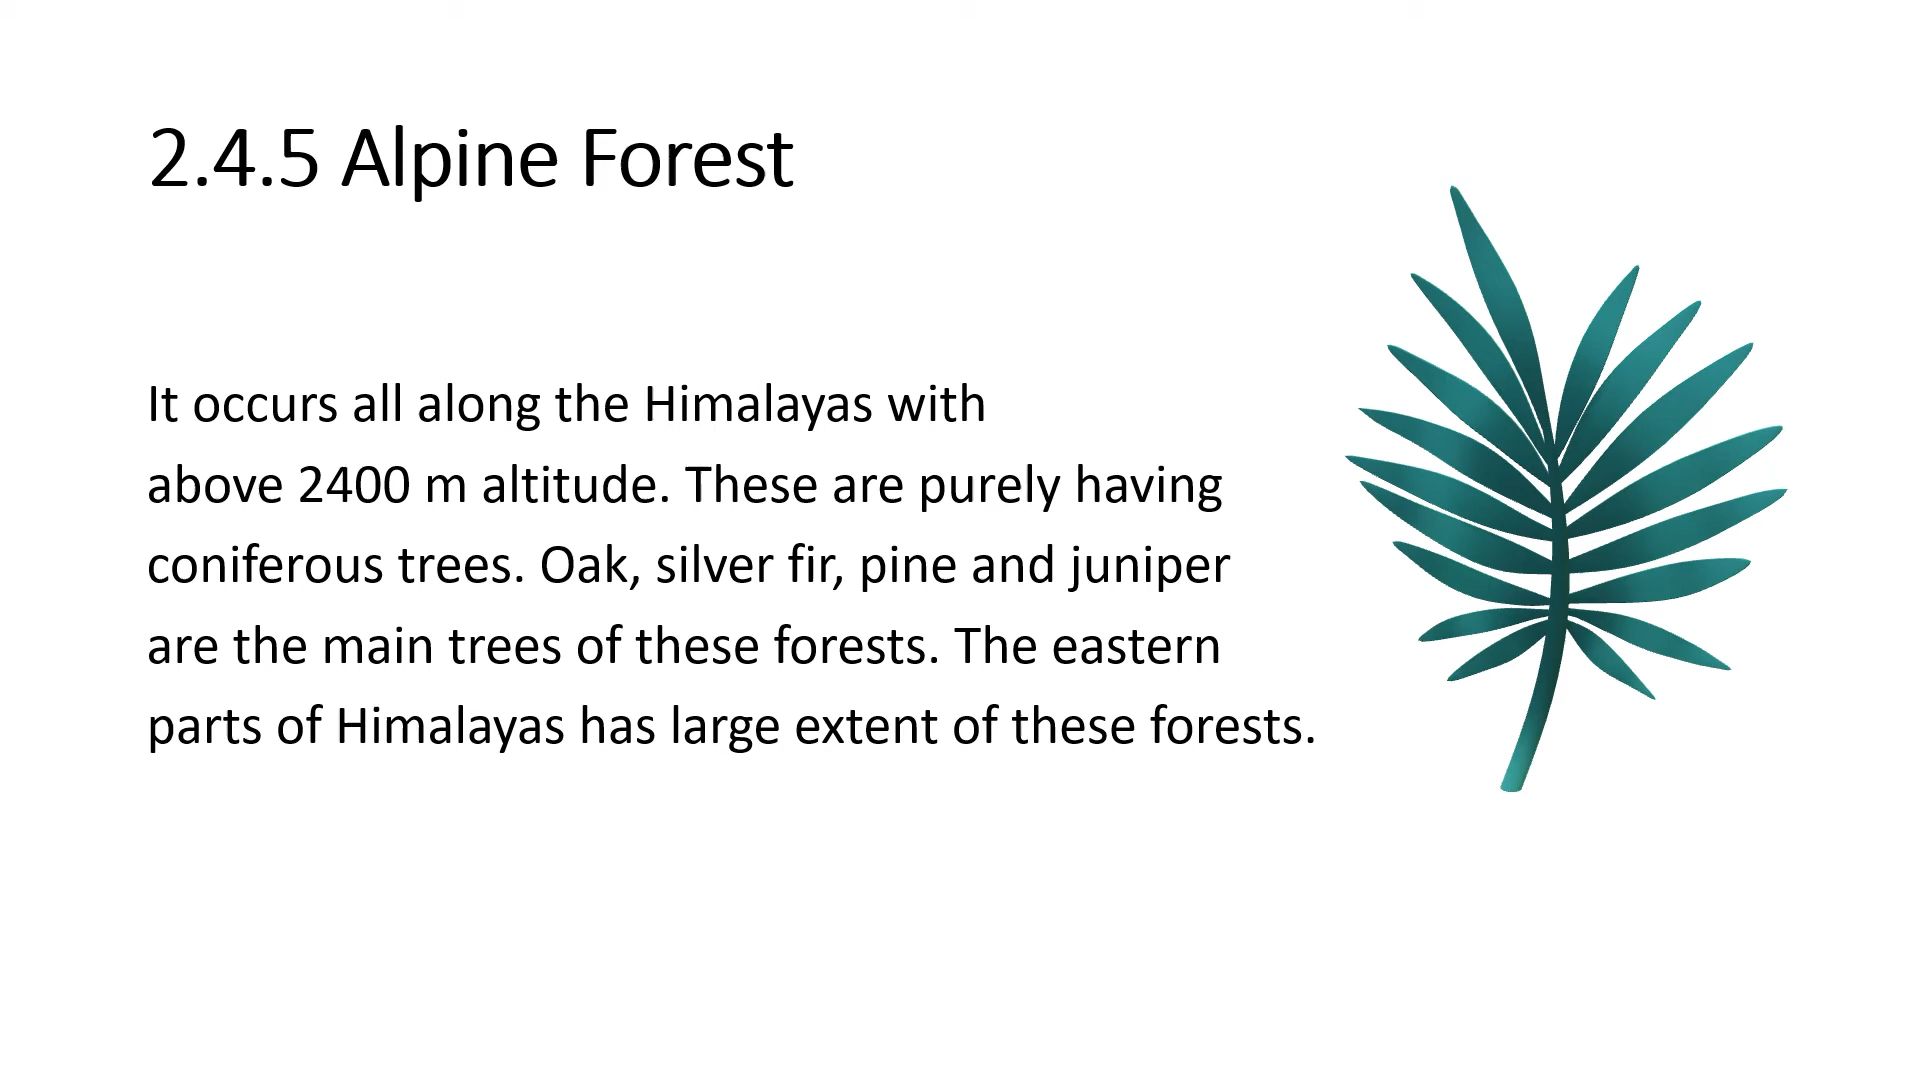 2.4.5 Alpine Forest
It occurs all along the Himalayas with
above 2400 m altitude. These are purely having
coniferous trees. Oak, silver fir, pine and juniper
are the main trees of these forests. The eastern
parts of Himalayas has large extent of these forests.